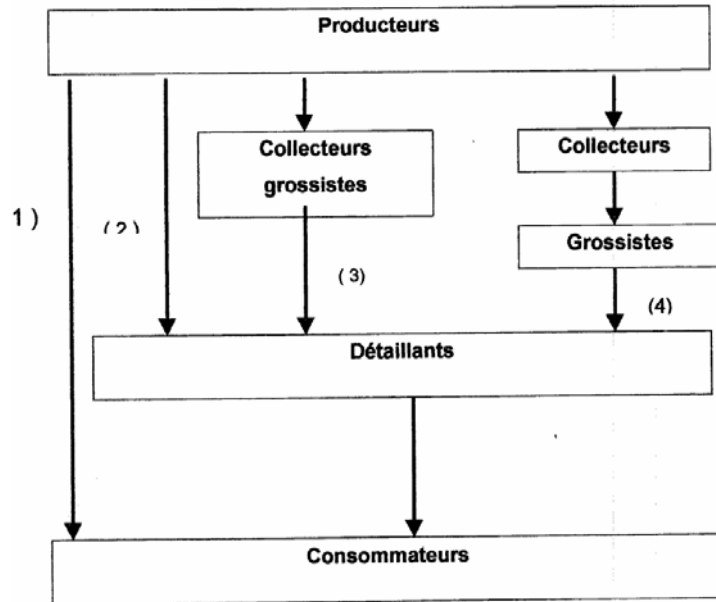 Producteurs
Collecteurs
grossistes
Collecteurs
1 )
( 2 )
Grossistes
( 3)
(4)
Détaillants
Consommateurs